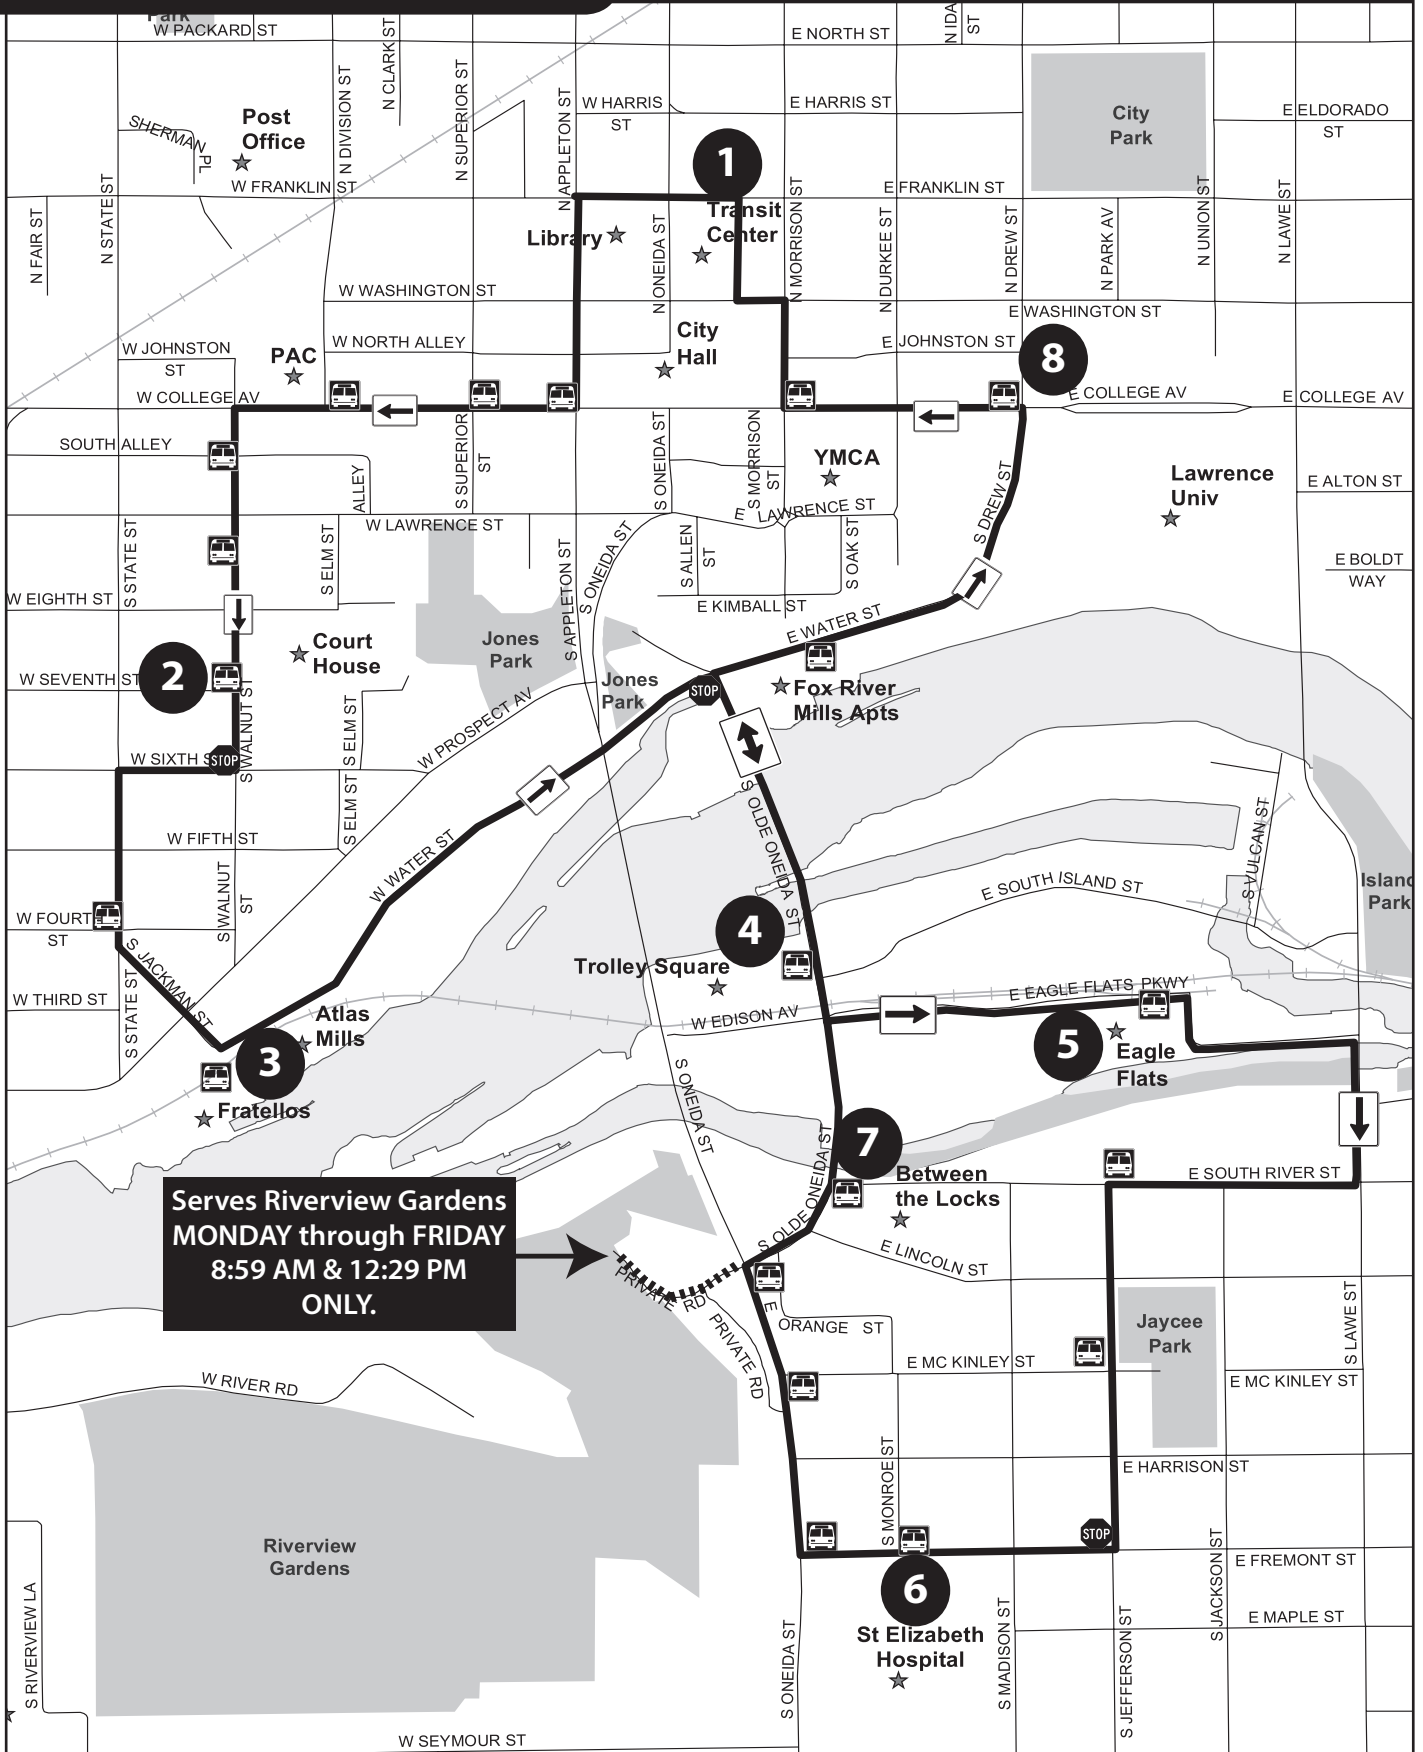 Park
W PACKARD ST
N CLARK ST
E NORTH ST
N IDA
ST
N DIVISION ST
N SUPERIOR ST
N APPLETON ST
W HARRIS
ST
E HARRIS ST
City
Park
E ELDORADO
ST
Post
Office
SHERMAN
PL
W FRANKLIN ST
1
E FRANKLIN ST
N FAIR ST
N STATE ST
Library
Transit
Center
N ONEIDA ST
N MORRISON ST
N DURKEE ST
N DREW ST
N PARK AV
N UNION ST
N LAWE ST
W WASHINGTON ST
E WASHINGTON ST
W JOHNSTON
ST
PAC
W NORTH ALLEY
City
Hall
E JOHNSTON ST
8
W COLLEGE AV
E COLLEGE AV
E COLLEGE AV
SOUTH ALLEY
ALLEY
S SUPERIOR
ST
S ONEIDA ST
S MORRISON
ST
YMCA
S DREW ST
Lawrence
Univ
E ALTON ST
W LAWRENCE ST
E LAWRENCE ST
S STATE ST
S ELM ST
S APPLETON ST
S ONEIDA ST
S ALLEN
ST
S OAK ST
E BOLDT
WAY
W EIGHTH ST
E KIMBALL ST
E WATER ST
Court
House
Jones
Park
2
W SEVENTH ST
Jones
Park
STOP
Fox River
Mills Apts
S WALNUT ST
S ELM ST
W PROSPECT AV
W SIXTH S
STOP
S ELM ST
S OLDE ONEIDA ST
W FIFTH ST
W WATER ST
S VULCAN ST
Island
Park
E SOUTH ISLAND ST
S WALNUT
ST
W FOURT
ST
4
S JACKMAN ST
Trolley Square
W THIRD ST
S STATE ST
Atlas
Mills
W EDISON AV
E EAGLE FLATS PKWY
3
5
Eagle
Flats
Fratellos
S ONEIDA ST
S OLDE ONEIDA ST
7
Between
the Locks
E SOUTH RIVER ST
Serves Riverview Gardens
MONDAY through FRIDAY
8:59 AM & 12:29 PM
ONLY.
PRIVATE RD
PRIVATE RD
E LINCOLN ST
E
ORANGE ST
Jaycee
Park
S LAWE ST
E MC KINLEY ST
E MC KINLEY ST
W RIVER RD
S MONROE ST
E HARRISON ST
Riverview
Gardens
STOP
E FREMONT ST
S JACKSON ST
6
St Elizabeth
Hospital
E MAPLE ST
S RIVERVIEW LA
S ONEIDA ST
S MADISON ST
S JEFFERSON ST
W SEYMOUR ST